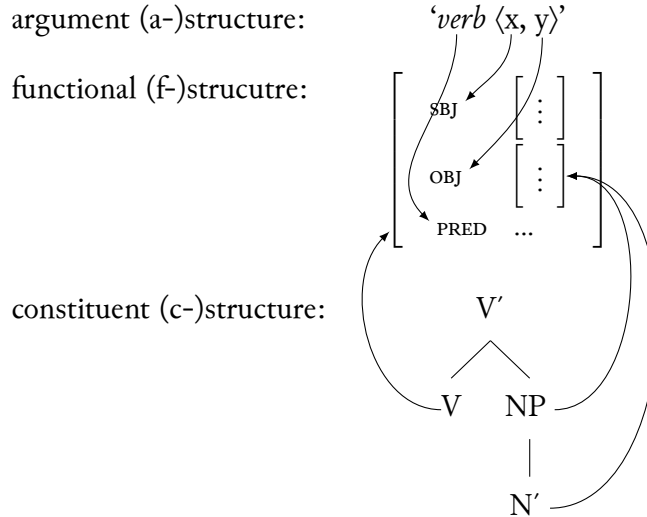 argument (a-)structure: ‘verb ⟨x, y⟩’
functional (f-)strucutre:
SBJ ⋮
OBJ ⋮
PRED ...
constituent (c-)structure: V′
V NP
N′